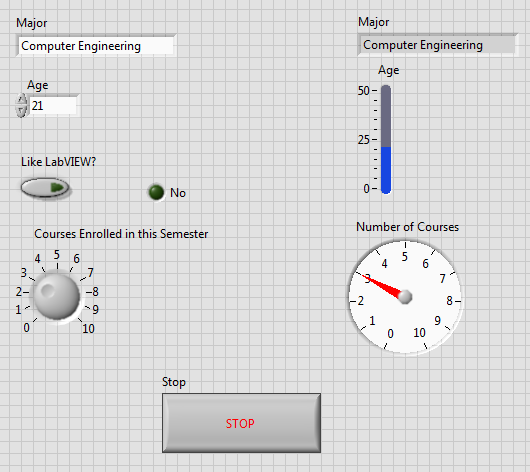 Major
Computer Engineering
Major
Computer Engineering
Age
21
Age
50
25
0
Like LabVIEW?
No
Courses Enrolled in this Semester
0 1 2 3 4 5 6 7 8 9 10
Number of Courses
0 1 2 3 4 5 6 7 8 9 10
Stop
STOP